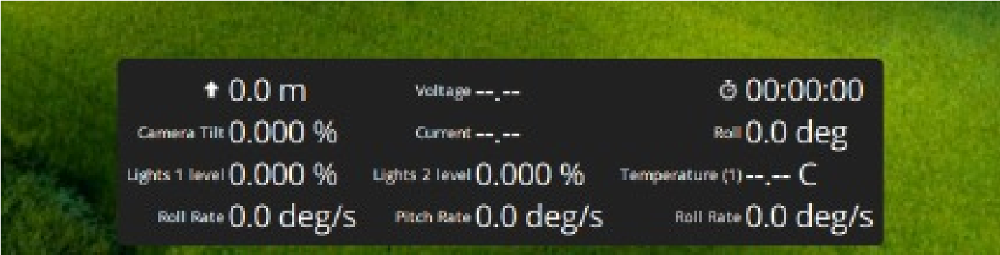 0.0 m Voltage --.-- 00:00:00
Camera Tilt 0.000 % Current --.-- Roll 0.0 deg
Lights 1 level 0.000 % Lights 2 level 0.000 % Temperature (1) --.-- C
Roll Rate 0.0 deg/s Pitch Rate 0.0 deg/s Roll Rate 0.0 deg/s